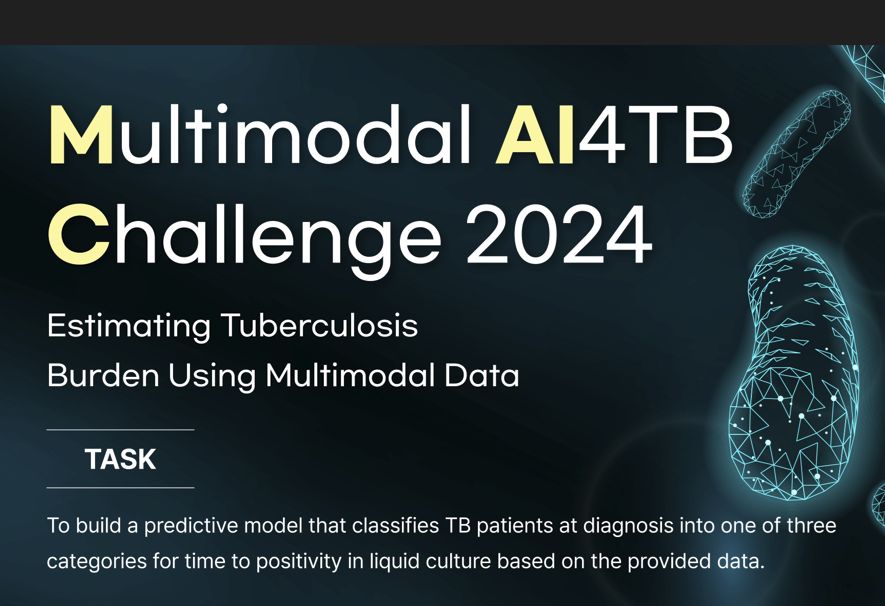 Multimodal AI4TB
Challenge 2024
Estimating Tuberculosis
Burden Using Multimodal Data
TASK
To build a predictive model that classifies TB patients at diagnosis into one of three
categories for time to positivity in liquid culture based on the provided data.